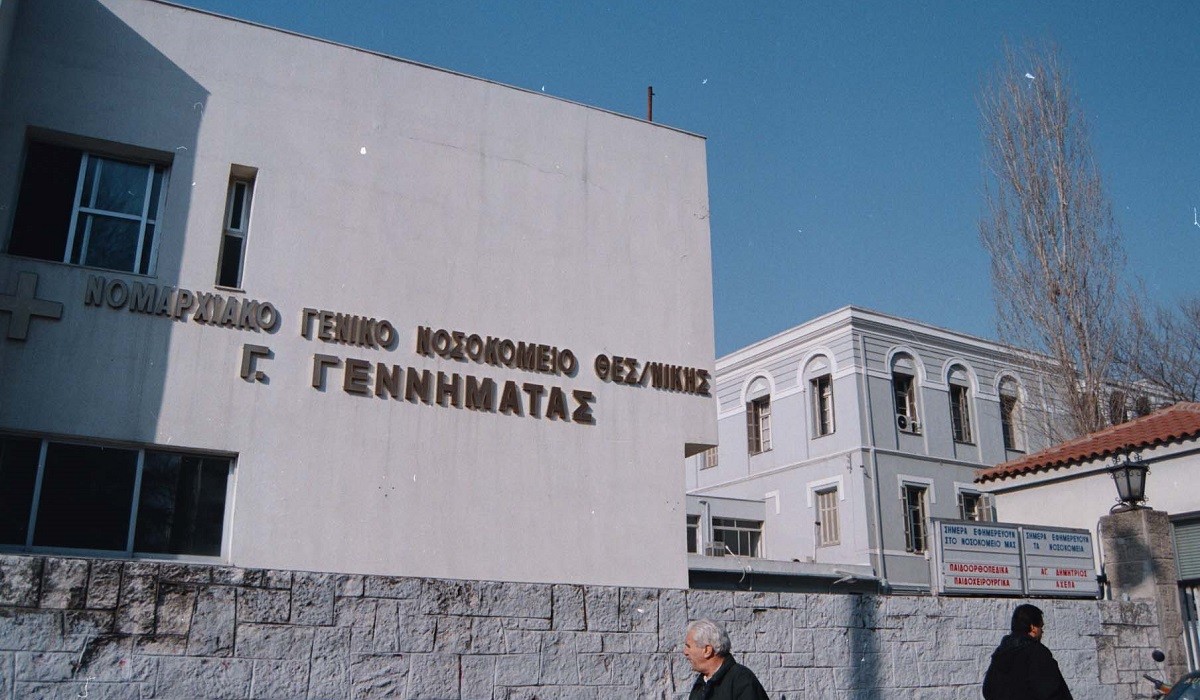 ΝΟΜΑΡΧΙΑΚΟ ΓΕΝΙΚΟ ΝΟΣΟΚΟΜΕΙΟ ΘΕΣ/ΝΙΚΗΣ
Γ. ΓΕΝΝΗΜΑΤΑΣ
ΣΗΜΕΡΑ ΕΦΗΜΕΡΕΥΟΥΝ
ΣΤΟ ΝΟΣΟΚΟΜΕΙΟ ΜΑΣ
ΠΑΙΔΟΟΡΘΟΠΕΔΙΚΑ
ΠΑΙΔΟΧΕΙΡΟΥΡΓΙΚΑ
ΣΗΜΕΡΑ ΕΦΗΜΕΡΕΥΟΥΝ
ΤΑ ΝΟΣΟΚΟΜΕΙΑ
ΑΓ. ΔΗΜΗΤΡΙΟΣ
ΑΧΕΠΑ